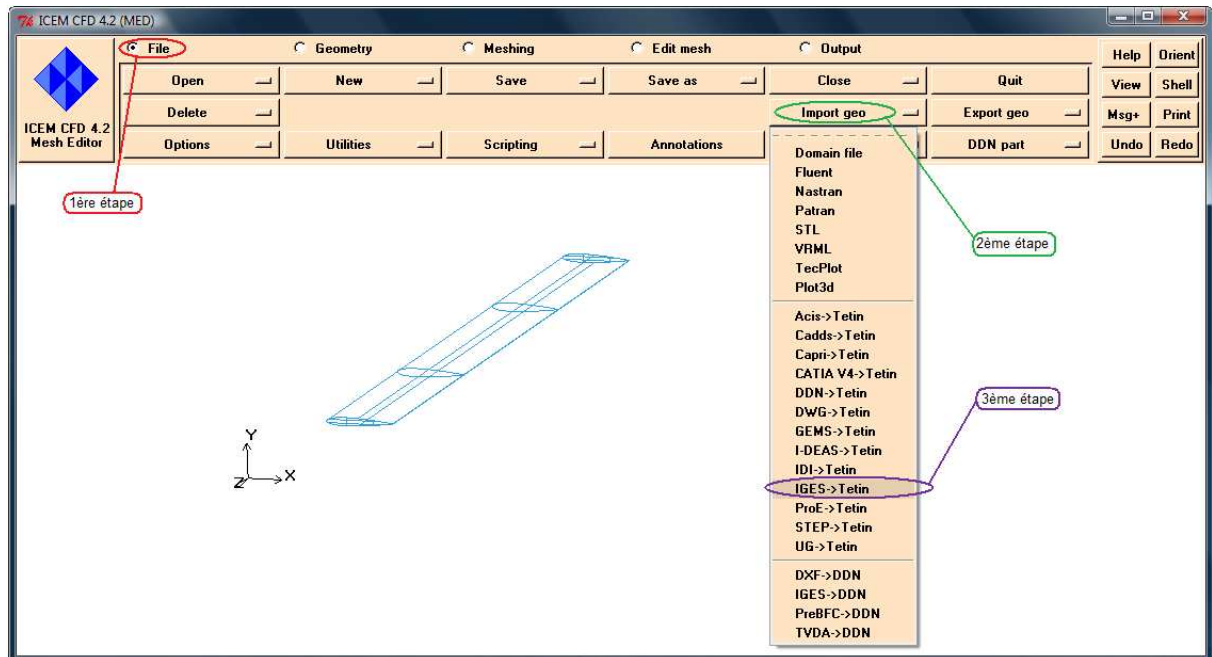 ICEM CFD 4.2 (MED)
File Geometry Meshing Edit mesh Output
Help Orient
Open New Save Save as Close Quit
View Shell
Delete Import geo Export geo
Msg+ Print
ICEM CFD 4.2
Mesh Editor
Options Utilities Scripting Annotations DDN part
Undo Redo
1ère étape
2ème étape
3ème étape
Domain file
Fluent
Nastran
Patran
STL
VRML
TecPlot
Plot3d
Acis->Tetin
Cadds->Tetin
Capri->Tetin
CATIA V4->Tetin
DDN->Tetin
DWG->Tetin
GEMS->Tetin
I-DEAS->Tetin
IDI->Tetin
IGES->Tetin
ProE->Tetin
STEP->Tetin
UG->Tetin
DXF->DDN
IGES->DDN
PreBFC->DDN
TVDA->DDN
Y
Z X